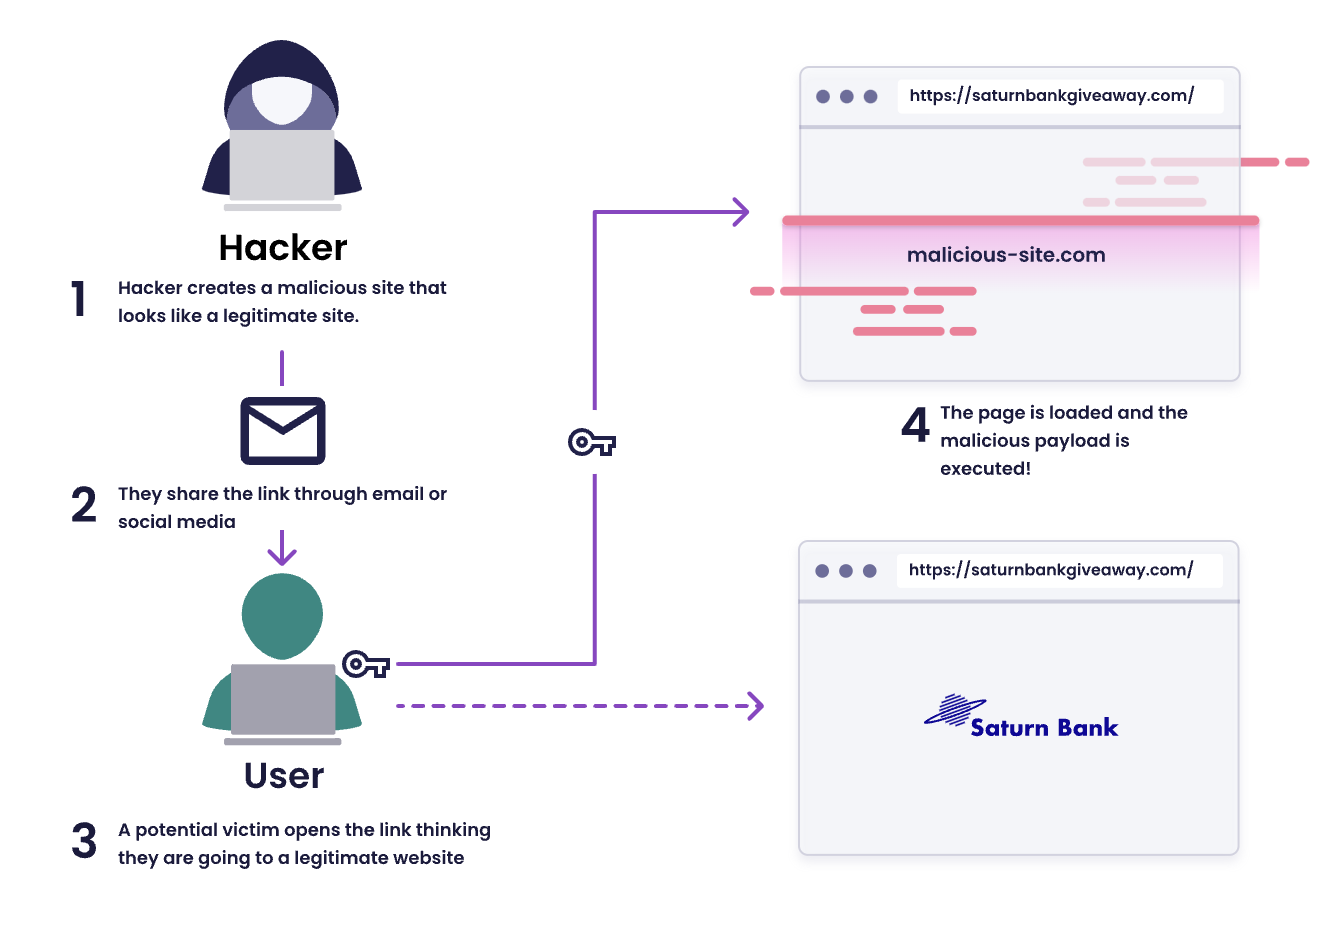 Hacker
1
Hacker creates a malicious site that
looks like a legitimate site.
2
They share the link through email or
social media
User
3
A potential victim opens the link thinking
they are going to a legitimate website
https://saturnbankgiveaway.com/
malicious-site.com
4
The page is loaded and the
malicious payload is
executed!
https://saturnbankgiveaway.com/
Saturn Bank